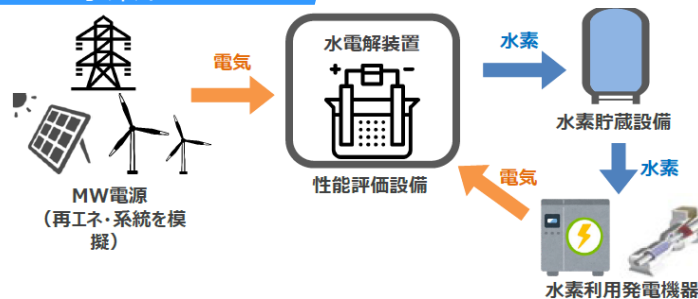 水電解装置
水素
電気
+
-
水素貯蔵設備
性能評価設備
電気
水素
MW電源
(再エネ・系統を模
擬)
水素利用発電機器